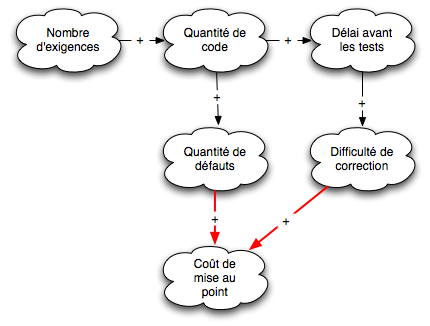 Nombre
d'exigences
+
Quantité de
code
+
Délai avant
les tests
+
+
Quantité de
défauts
Difficulté de
correction
+
+
Coût de
mise au
point